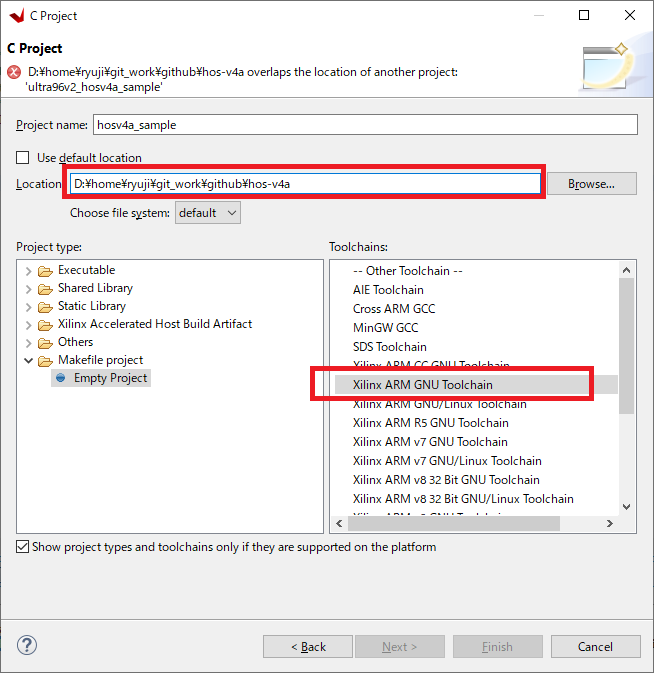 C Project
C Project
D:¥home¥ryuji¥git_work¥github¥hos-v4a overlaps the location of another project:
'ultra96v2_hosv4a_sample'
Project name: hosv4a_sample
Use default location
Location: D:¥home¥ryuji¥git_work¥github¥hos-v4a Browse...
Choose file system: default
Project type:
Executable
Shared Library
Static Library
Xilinx Accelerated Host Build Artifact
Others
Makefile project
Empty Project
Toolchains:
-- Other Toolchain --
AIE Toolchain
Cross ARM GCC
MinGW GCC
SDS Toolchain
Xilinx ARM GNU Toolchain
Xilinx ARM GNU/Linux Toolchain
Xilinx ARM R5 GNU Toolchain
Xilinx ARM v7 GNU Toolchain
Xilinx ARM v7 GNU/Linux Toolchain
Xilinx ARM v8 32 Bit GNU Toolchain
Xilinx ARM v8 32 Bit GNU/Linux Toolchain
Show project types and toolchains only if they are supported on the platform
? < Back Next > Finish Cancel